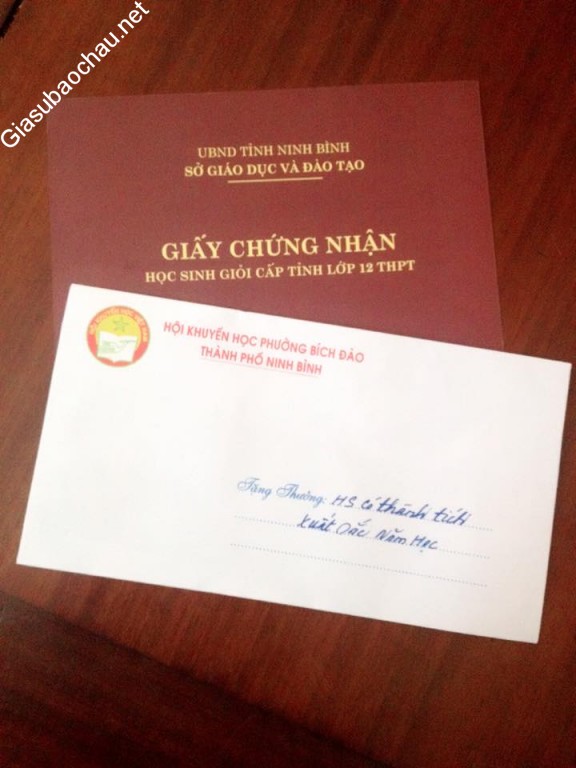 Giasubaochau.net
UBND TỈNH NINH BÌNH
SỞ GIÁO DỤC VÀ ĐÀO TẠO
GIẤY CHỨNG NHẬN
HỌC SINH GIỎI CẤP TỈNH LỚP 12 THPT
HỘI KHUYẾN HỌC PHƯỜNG BÍCH ĐÀO
THÀNH PHỐ NINH BÌNH
Tặng Thưởng: HS có thành tích
xuất sắc Năm Học